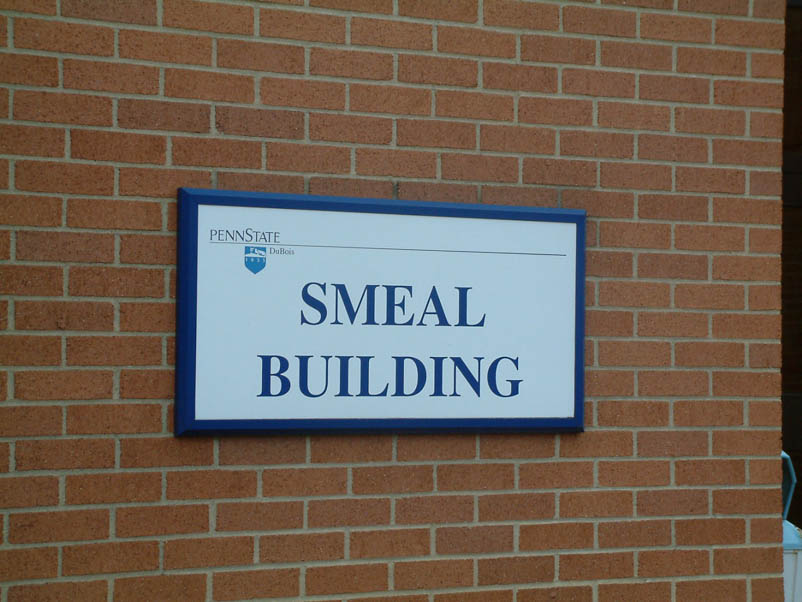 PENNSTATE
DuBois
SMEAL
BUILDING